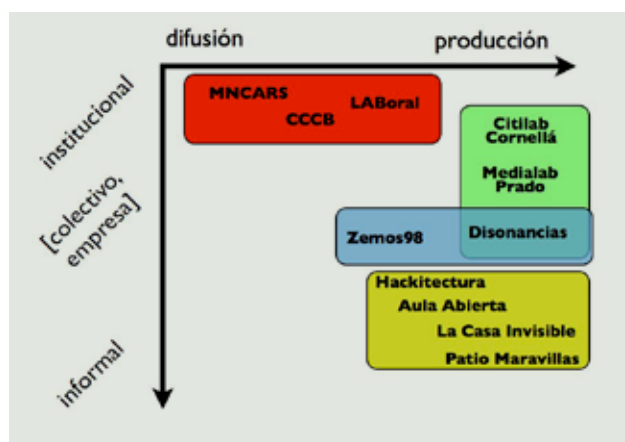 difusión
producción
institucional
[colectivo,
empresa]
informal
MNCARS
LABoral
CCCB
Citilab
Cornellá
Medialab
Prado
Zemos98
Disonancias
Hackitectura
Aula Abierta
La Casa Invisible
Patio Maravillas